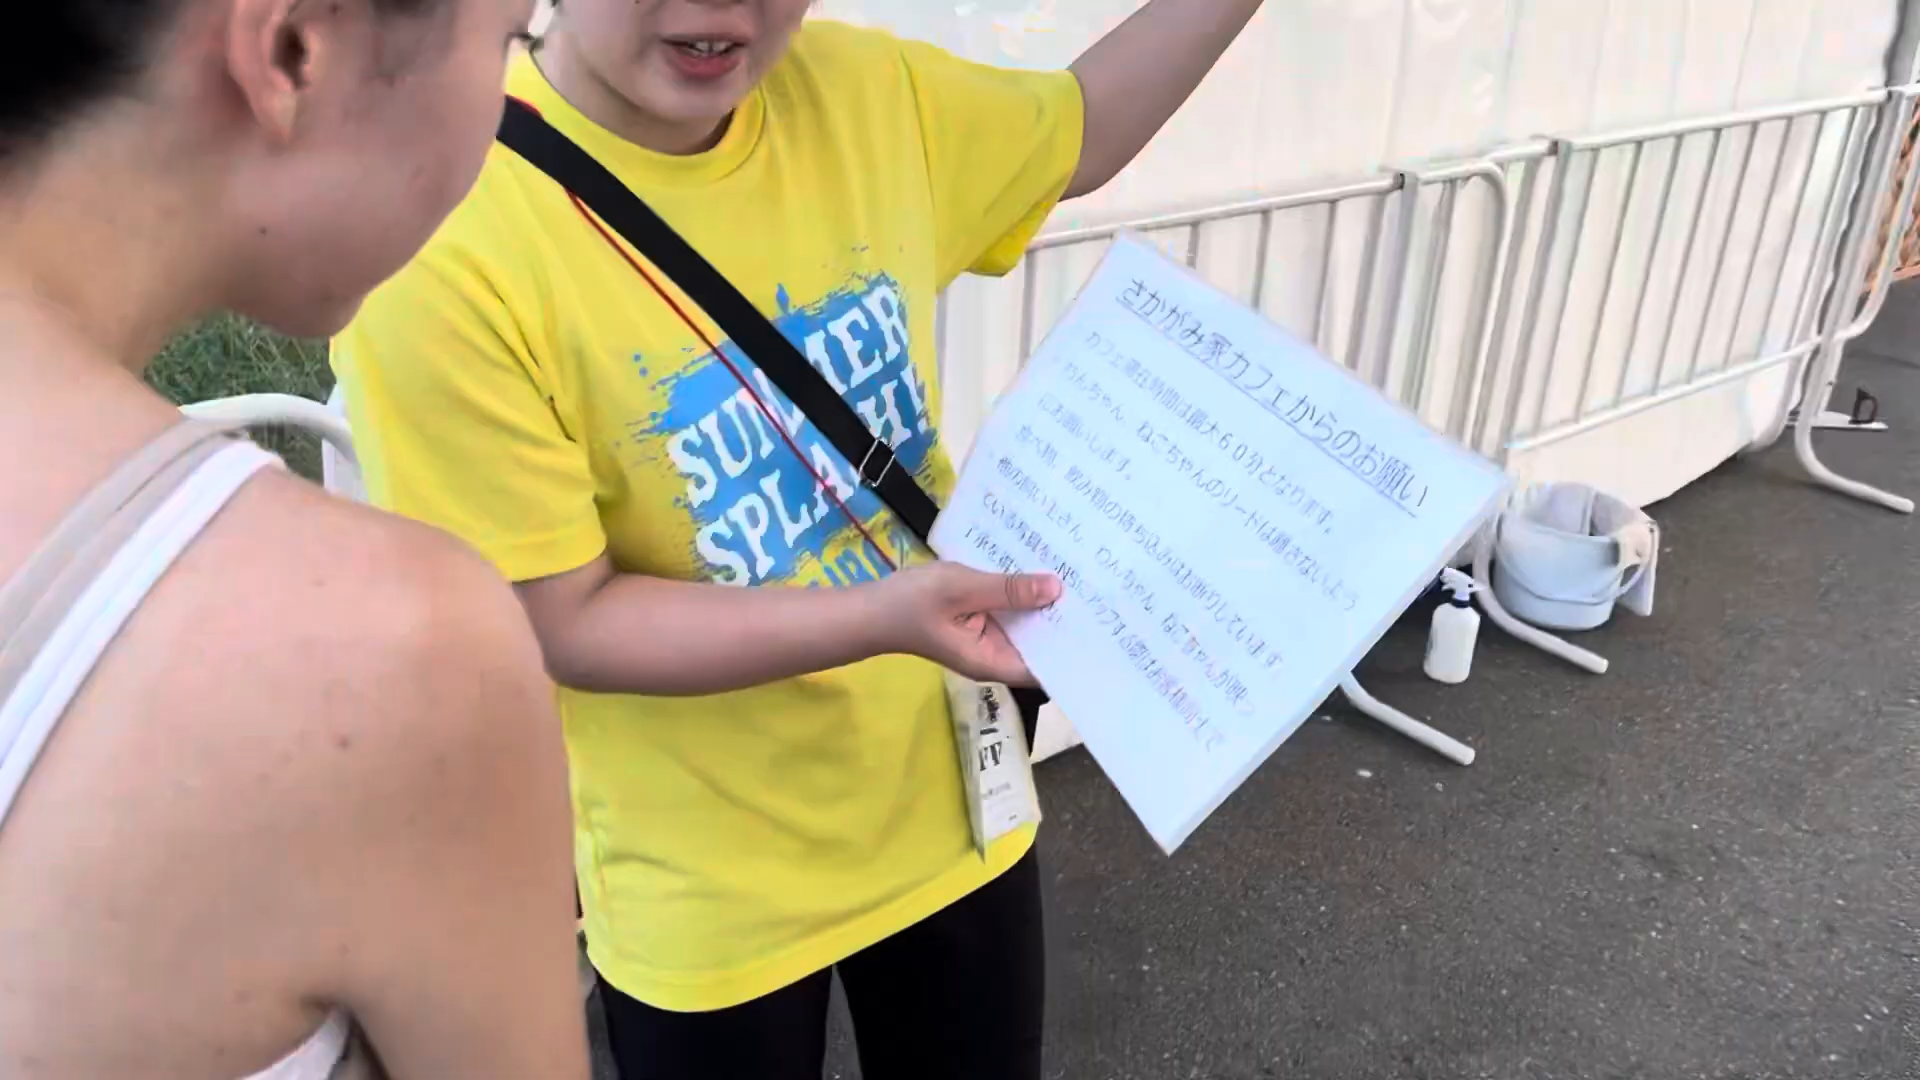 SUMMER
SPLASH!
さかがみ家カフェからのお願い
カフェ滞在時間は最大60分となります。
わんちゃん、ねこちゃんのリードは離さないよう
にお願いします。
食べ物、飲み物の持ち込みはお断りしています。
他の飼い主さん、わんちゃん、ねこちゃんが映っ
ている写真をSNSにアップする際はお客様同士で
FF